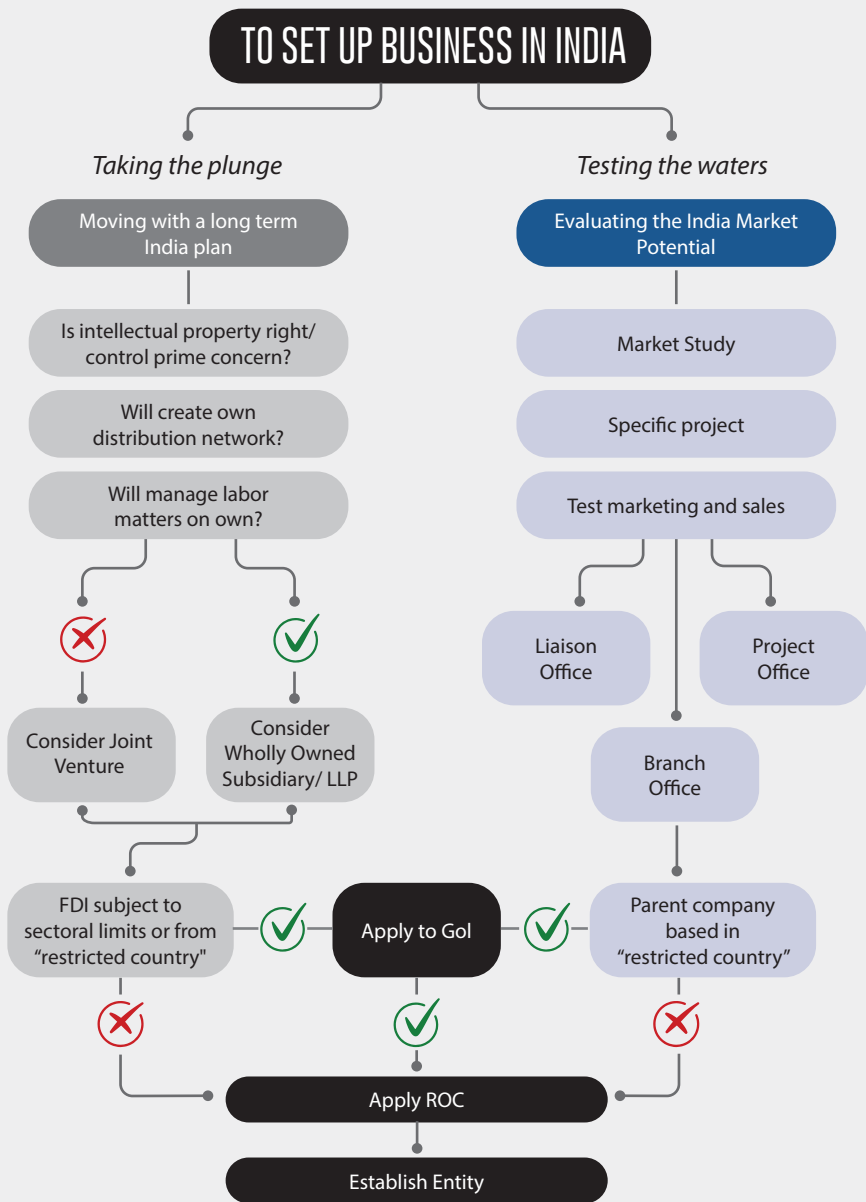 TO SET UP BUSINESS IN INDIA
Taking the plunge
Testing the waters
Moving with a long term
India plan
Evaluating the India Market
Potential
Is intellectual property right/
control prime concern?
Market Study
Will create own
distribution network?
Specific project
Will manage labor
matters on own?
Test marketing and sales
Liaison
Office
Project
Office
Consider Joint
Venture
Consider
Wholly Owned
Subsidiary/ LLP
Branch
Office
FDI subject to
sectoral limits or from
“restricted country"
Apply to GoI
Parent company
based in
“restricted country”
Apply ROC
Establish Entity